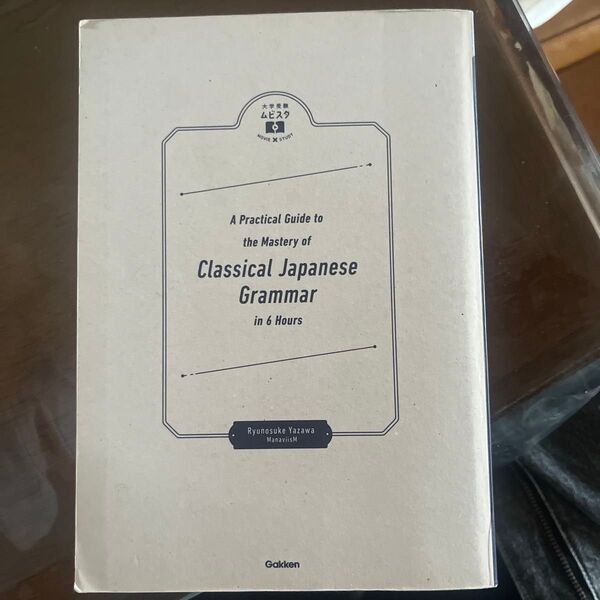 大学受験
ムビスタ
MOVIE × STUDY
A Practical Guide to
the Mastery of
Classical Japanese
Grammar
in 6 Hours
Ryunosuke Yazawa
ManaviisM
Gakken